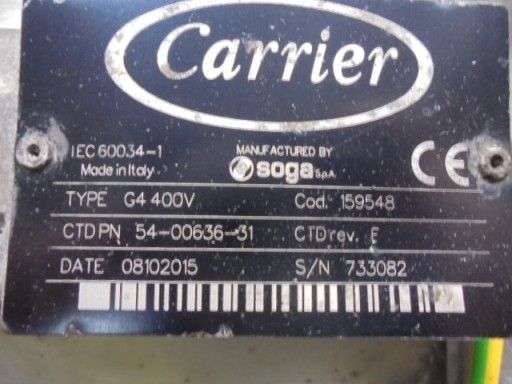 Carrier
IEC 60034-1
Made in Italy
MANUFACTURED BY
soga S.p.A.
CE
TYPE G4 400V Cod. 159548
CTD PN 54-00636-31 CTD rev. E
DATE 08102015 S/N 733082